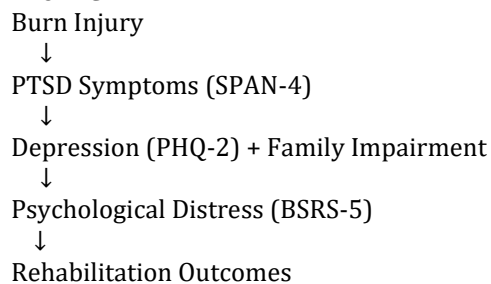 Burn Injury
↓
PTSD Symptoms (SPAN-4)
↓
Depression (PHQ-2) + Family Impairment
↓
Psychological Distress (BSRS-5)
↓
Rehabilitation Outcomes